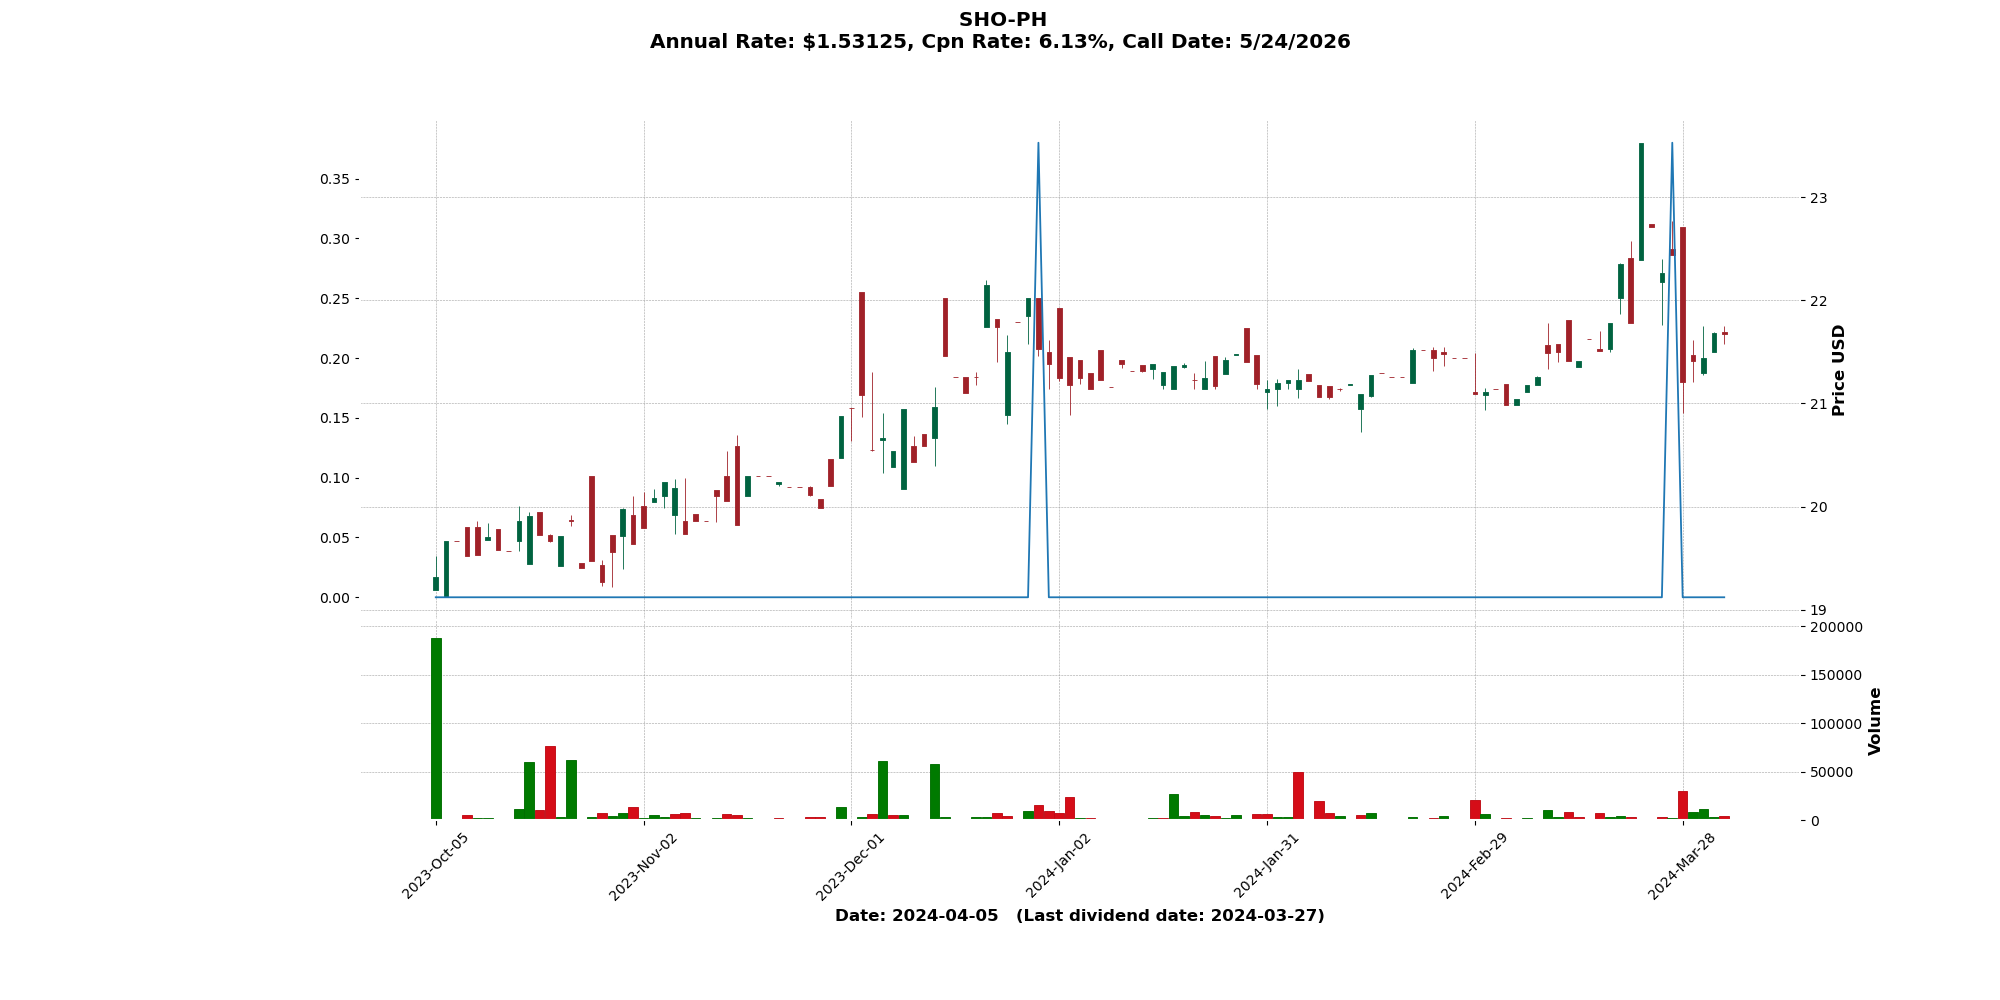 SHO-PH
Annual Rate: $1.53125, Cpn Rate: 6.13%, Call Date: 5/24/2026
0.35
0.30
0.25
0.20
0.15
0.10
0.05
0.00
23
22
21
20
19
Price USD
200000
150000
100000
50000
0
Volume
2023-Oct-05
2023-Nov-02
2023-Dec-01
2024-Jan-02
2024-Jan-31
2024-Feb-29
2024-Mar-28
Date: 2024-04-05   (Last dividend date: 2024-03-27)